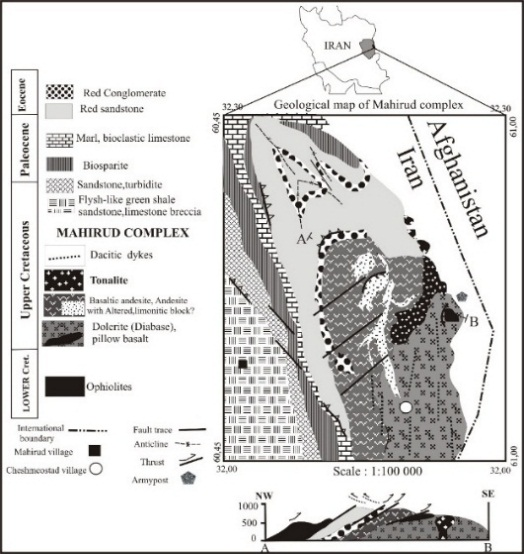 IRAN
Geological map of Mahirud complex
32,30
32,30
60,45
61,00
Afghanistan
Iran
A
B
60,45
61,00
32,00
32,00
Scale : 1:100 000
Eocene
Red Conglomerate
Red sandstone
Paleocene
Marl, bioclastic limestone
Biosparite
Upper Cretaceous
Sandstone,turbidite
Flysh-like green shale
sandstone,limestone breccia
MAHIRUD COMPLEX
Dacitic dykes
Tonalite
Basaltic andesite, Andesite
with Altered,limonitic block?
Dolerite (Diabase),
pillow basalt
LOWER Cret.
Ophiolites
International
boundary
Mahirud village
Cheshmeostad village
Fault trace
Anticline
Thrust
Armypost
NW
SE
1000
500
0
A
B